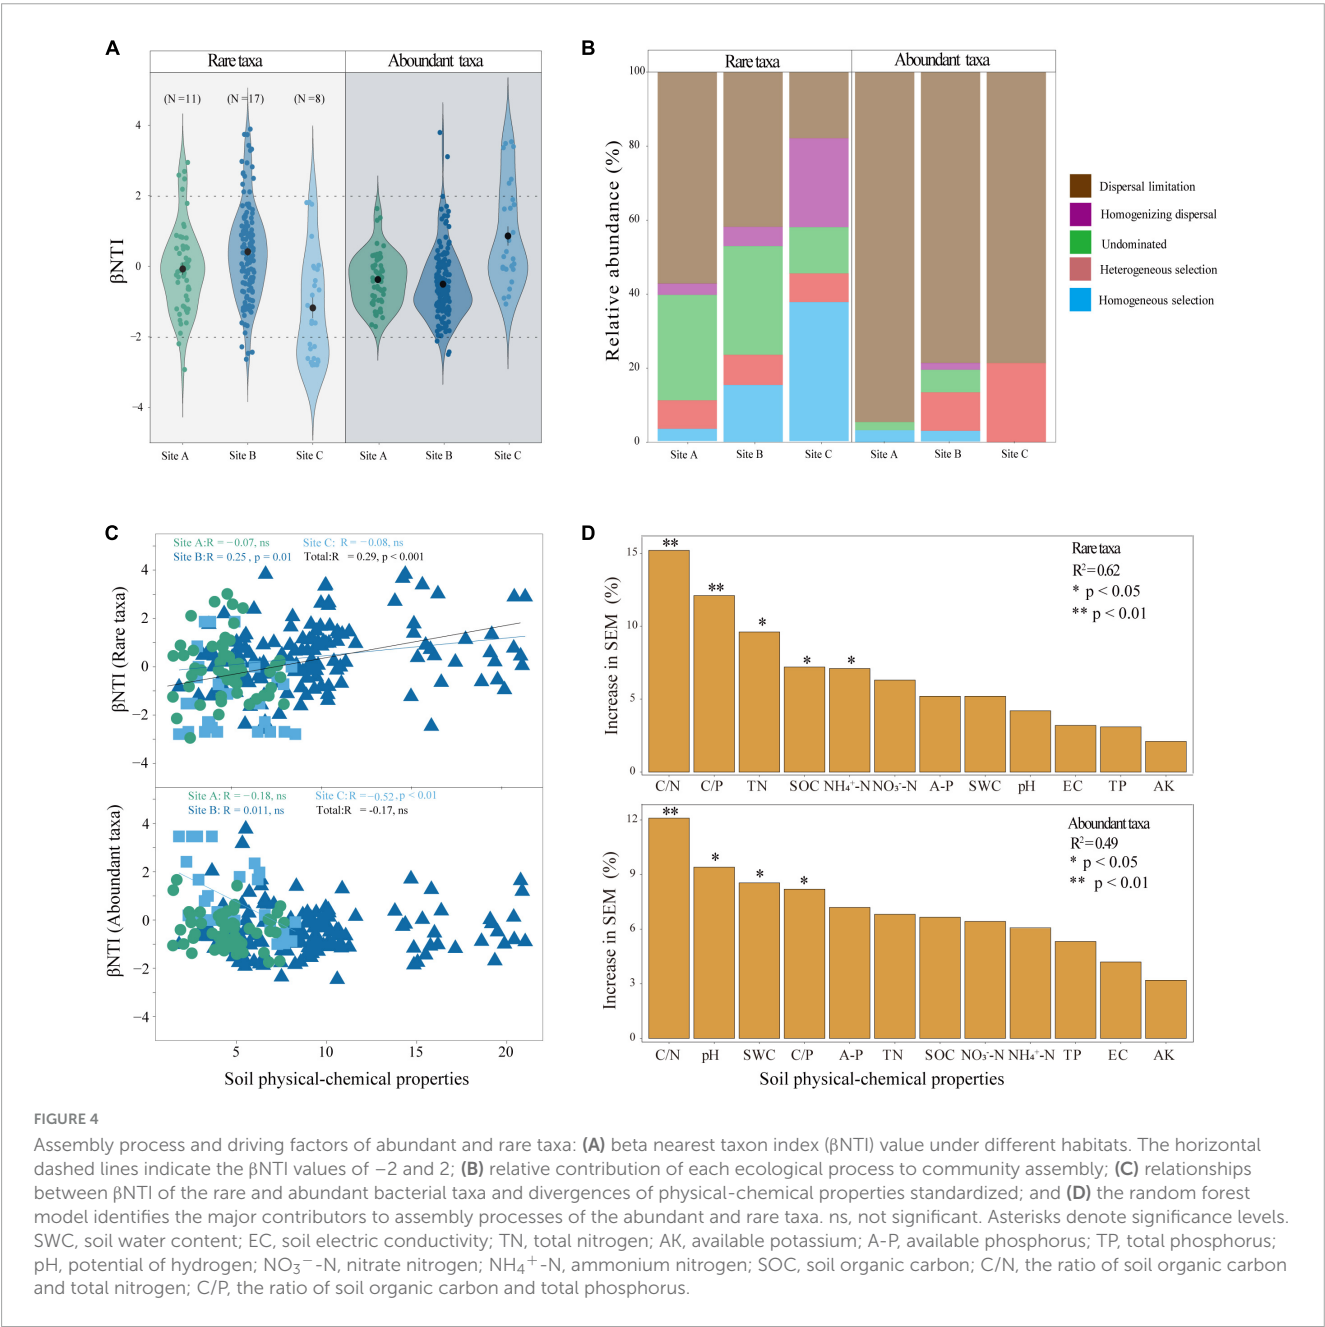 A
Rare taxa
Aboundant taxa
(N =11)
(N =17)
(N =8)
βNTI
4
2
0
−2
−4
Site A
Site B
Site C
Site A
Site B
Site C
B
Rare taxa
Aboundant taxa
Relative abundance (%)
100
80
60
40
20
0
Site A
Site B
Site C
Site A
Site B
Site C
Dispersal limitation
Homogenizing dispersal
Undominated
Heterogeneous selection
Homogeneous selection
C
Site A:R = −0.07, ns
Site C: R = −0.08, ns
Site B:R = 0.25 , p = 0.01
Total:R = 0.29, p < 0.001
βNTI (Rare taxa)
4
2
0
−2
−4
Site A: R = −0.18, ns
Site C: R = −0.52, p < 0.01
Site B: R = 0.011, ns
Total:R = -0.17, ns
βNTI (Aboundant taxa)
4
2
0
−2
−4
5
10
15
20
Soil physical-chemical properties
D
Increase in SEM (%)
15
10
5
0
**
**
*
*
*
Rare taxa
R²=0.62
* p < 0.05
** p < 0.01
C/N
C/P
TN
SOC
NH₄⁺-N
NO₃⁻-N
A-P
SWC
pH
EC
TP
AK
Increase in SEM (%)
12
9
6
3
0
**
*
*
*
Aboundant taxa
R²=0.49
* p < 0.05
** p < 0.01
C/N
pH
SWC
C/P
A-P
TN
SOC
NO₃⁻-N
NH₄⁺-N
TP
EC
AK
Soil physical-chemical properties
FIGURE 4
Assembly process and driving factors of abundant and rare taxa: (A) beta nearest taxon index (βNTI) value under different habitats. The horizontal
dashed lines indicate the βNTI values of −2 and 2; (B) relative contribution of each ecological process to community assembly; (C) relationships
between βNTI of the rare and abundant bacterial taxa and divergences of physical-chemical properties standardized; and (D) the random forest
model identifies the major contributors to assembly processes of the abundant and rare taxa. ns, not significant. Asterisks denote significance levels.
SWC, soil water content; EC, soil electric conductivity; TN, total nitrogen; AK, available potassium; A-P, available phosphorus; TP, total phosphorus;
pH, potential of hydrogen; NO₃⁻-N, nitrate nitrogen; NH₄⁺-N, ammonium nitrogen; SOC, soil organic carbon; C/N, the ratio of soil organic carbon
and total nitrogen; C/P, the ratio of soil organic carbon and total phosphorus.